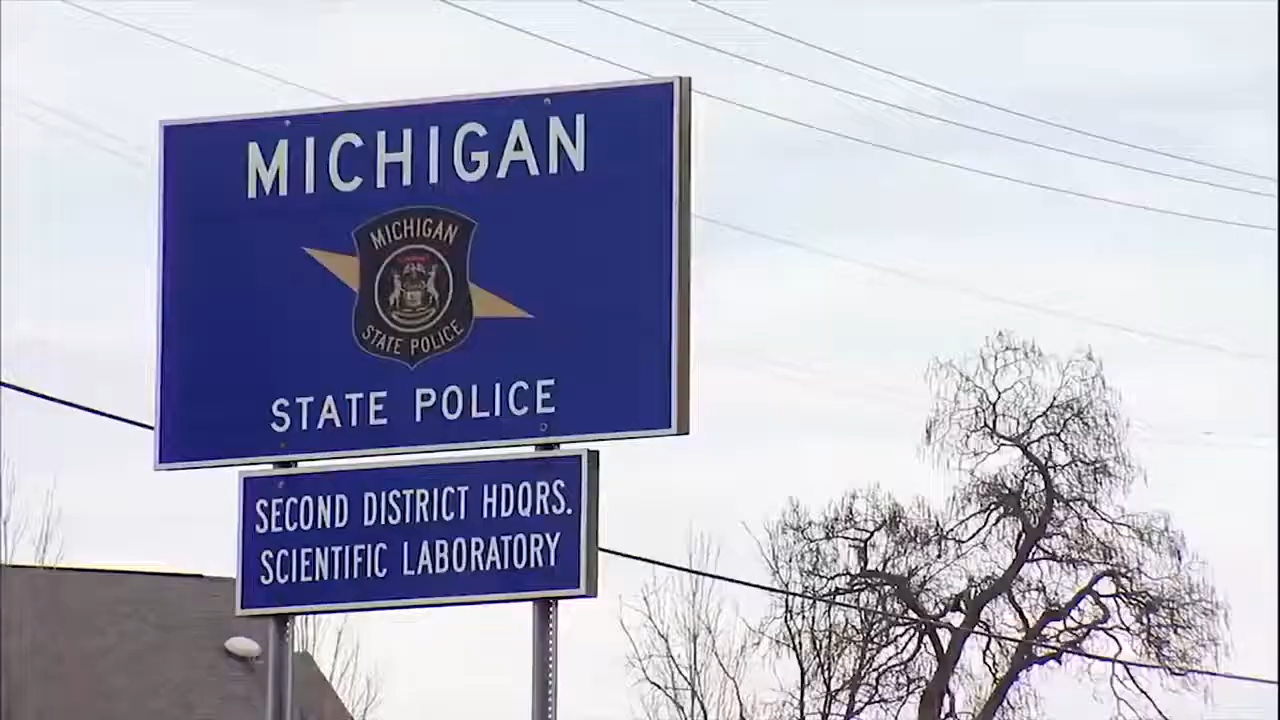 MICHIGAN
MICHIGAN
STATE POLICE
STATE POLICE
SECOND DISTRICT HDQRS.
SCIENTIFIC LABORATORY